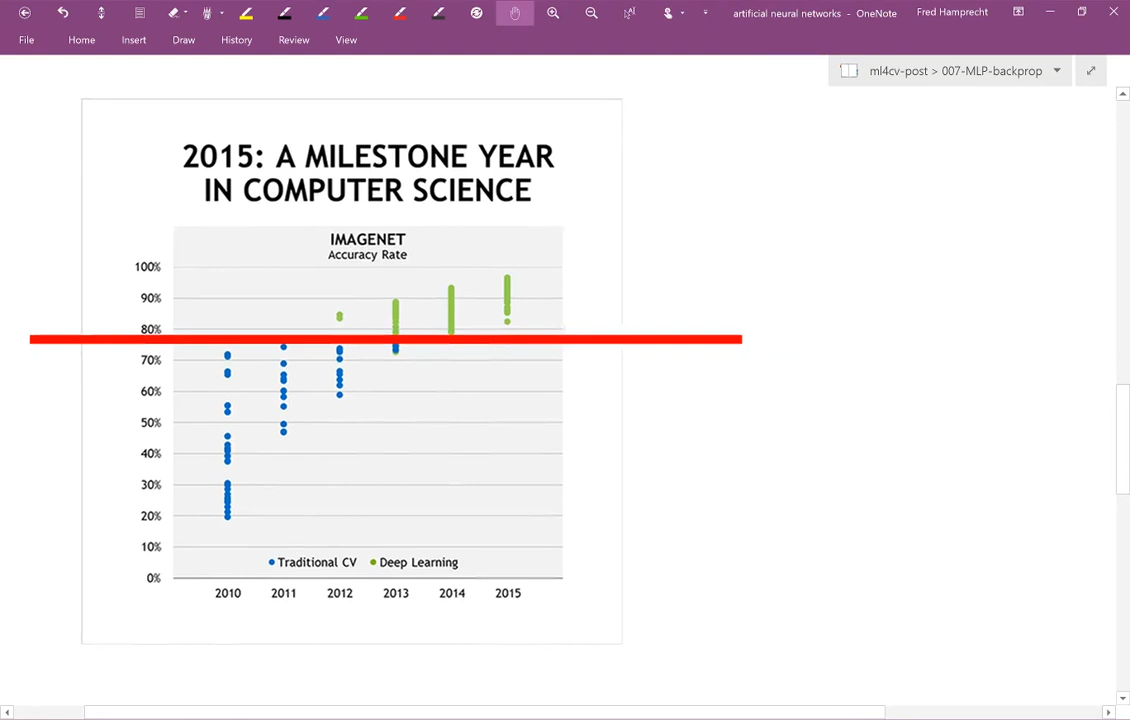 artificial neural networks - OneNote
Fred Hamprecht
File
Home
Insert
Draw
History
Review
View
ml4cv-post > 007-MLP-backprop
2015: A MILESTONE YEAR
IN COMPUTER SCIENCE
IMAGENET
Accuracy Rate
100%
90%
80%
70%
60%
50%
40%
30%
20%
10%
0%
Traditional CV
Deep Learning
2010
2011
2012
2013
2014
2015